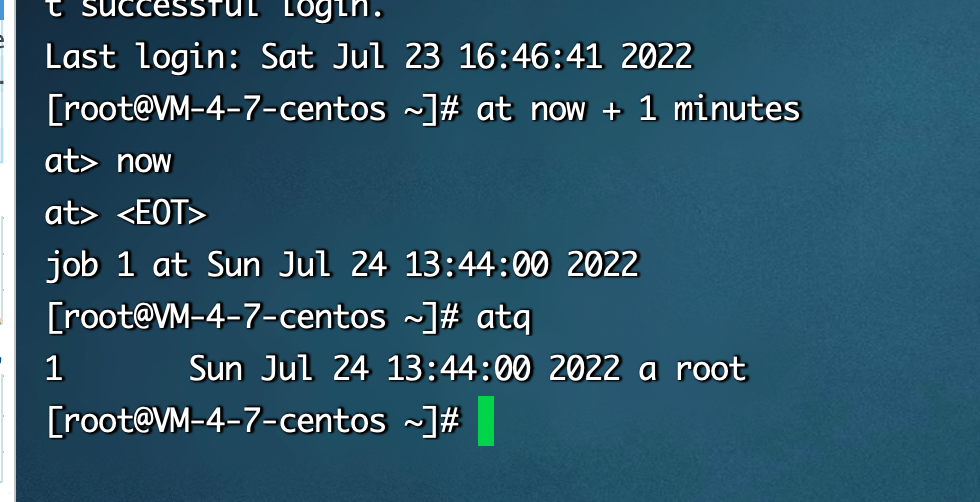 t successful login.
Last login: Sat Jul 23 16:46:41 2022
[root@VM-4-7-centos ~]# at now + 1 minutes
at> now
at> <EOT>
job 1 at Sun Jul 24 13:44:00 2022
[root@VM-4-7-centos ~]# atq
1       Sun Jul 24 13:44:00 2022 a root
[root@VM-4-7-centos ~]#